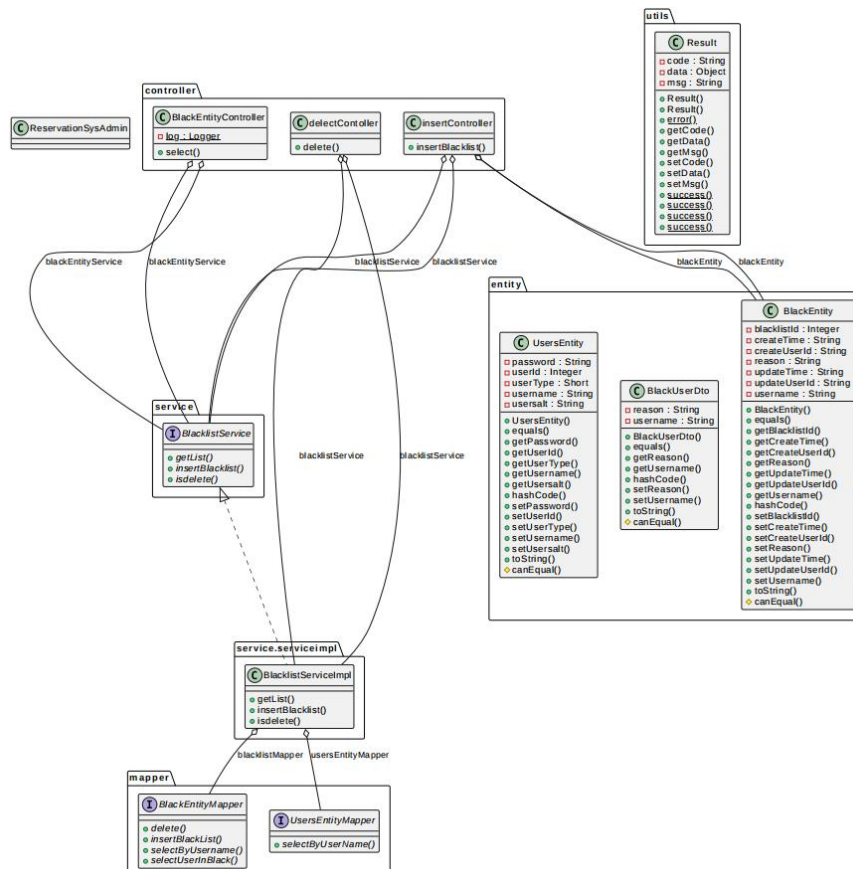 utils
C Result
code : String
data : Object
msg : String
Result()
Result()
error()
getCode()
getData()
getMsg()
setCode()
setData()
setMsg()
success()
success()
success()
success()
controller
C ReservationSysAdmin
C BlackEntityController
log : Logger
select()
C delectContoller
delete()
C insertController
insertBlacklist()
blackEntityService
blackEntityService
blacklistService
blacklistService
blackEntity
blackEntity
entity
C UsersEntity
password : String
userId : Integer
userType : Short
username : String
usersalt : String
UsersEntity()
equals()
getPassword()
getUserId()
getUserType()
getUsername()
getUsersalt()
hashCode()
setPassword()
setUserId()
setUserType()
setUsername()
setUsersalt()
toString()
canEqual()
C BlackUserDto
reason : String
username : String
BlackUserDto()
equals()
getReason()
getUsername()
hashCode()
setReason()
setUsername()
toString()
canEqual()
C BlackEntity
blacklistId : Integer
createTime : String
createUserId : String
reason : String
updateTime : String
updateUserId : String
username : String
BlackEntity()
equals()
getBlacklistId()
getCreateTime()
getCreateUserId()
getReason()
getUpdateTime()
getUpdateUserId()
getUsername()
hashCode()
setBlacklistId()
setCreateTime()
setCreateUserId()
setReason()
setUpdateTime()
setUpdateUserId()
setUsername()
toString()
canEqual()
service
I BlacklistService
getList()
insertBlacklist()
isdelete()
blacklistService
blacklistService
service.serviceimpl
C BlacklistServiceImpl
getList()
insertBlacklist()
isdelete()
blacklistMapper
usersEntityMapper
mapper
I BlackEntityMapper
delete()
insertBlackList()
selectByUsername()
selectUserInBlack()
I UsersEntityMapper
selectByUserName()